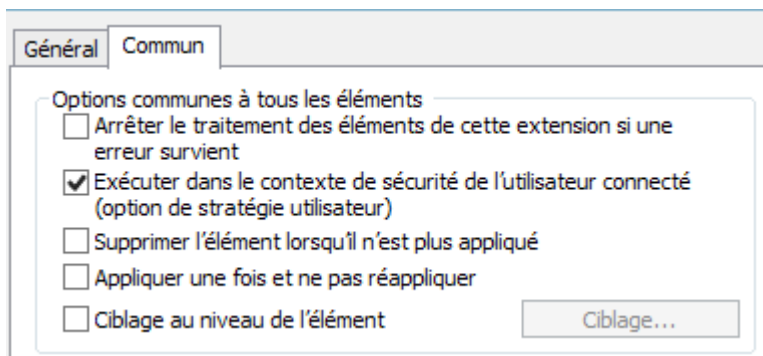 Général
Commun
Options communes à tous les éléments
Arrêter le traitement des éléments de cette extension si une
erreur survient
Exécuter dans le contexte de sécurité de l'utilisateur connecté
(option de stratégie utilisateur)
Supprimer l'élément lorsqu'il n'est plus appliqué
Appliquer une fois et ne pas réappliquer
Ciblage au niveau de l'élément
Ciblage...